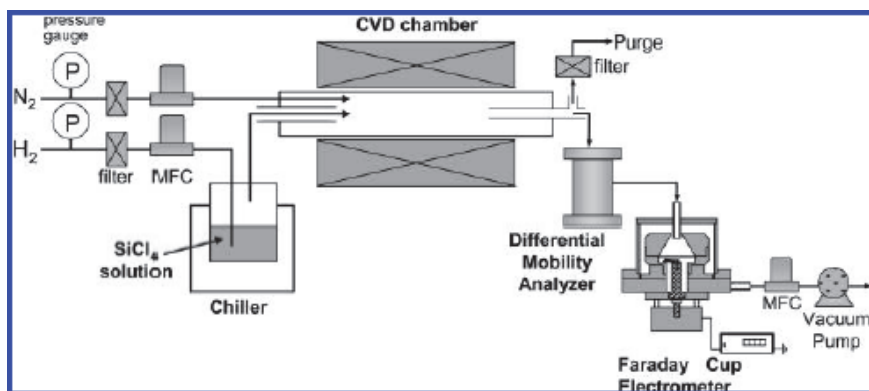 pressure
gauge
CVD chamber
P
N₂
Purge
filter
P
H₂
filter
MFC
SiCl₄
solution
Chiller
Differential
Mobility
Analyzer
MFC
Vacuum
Pump
Faraday Cup
Electrometer